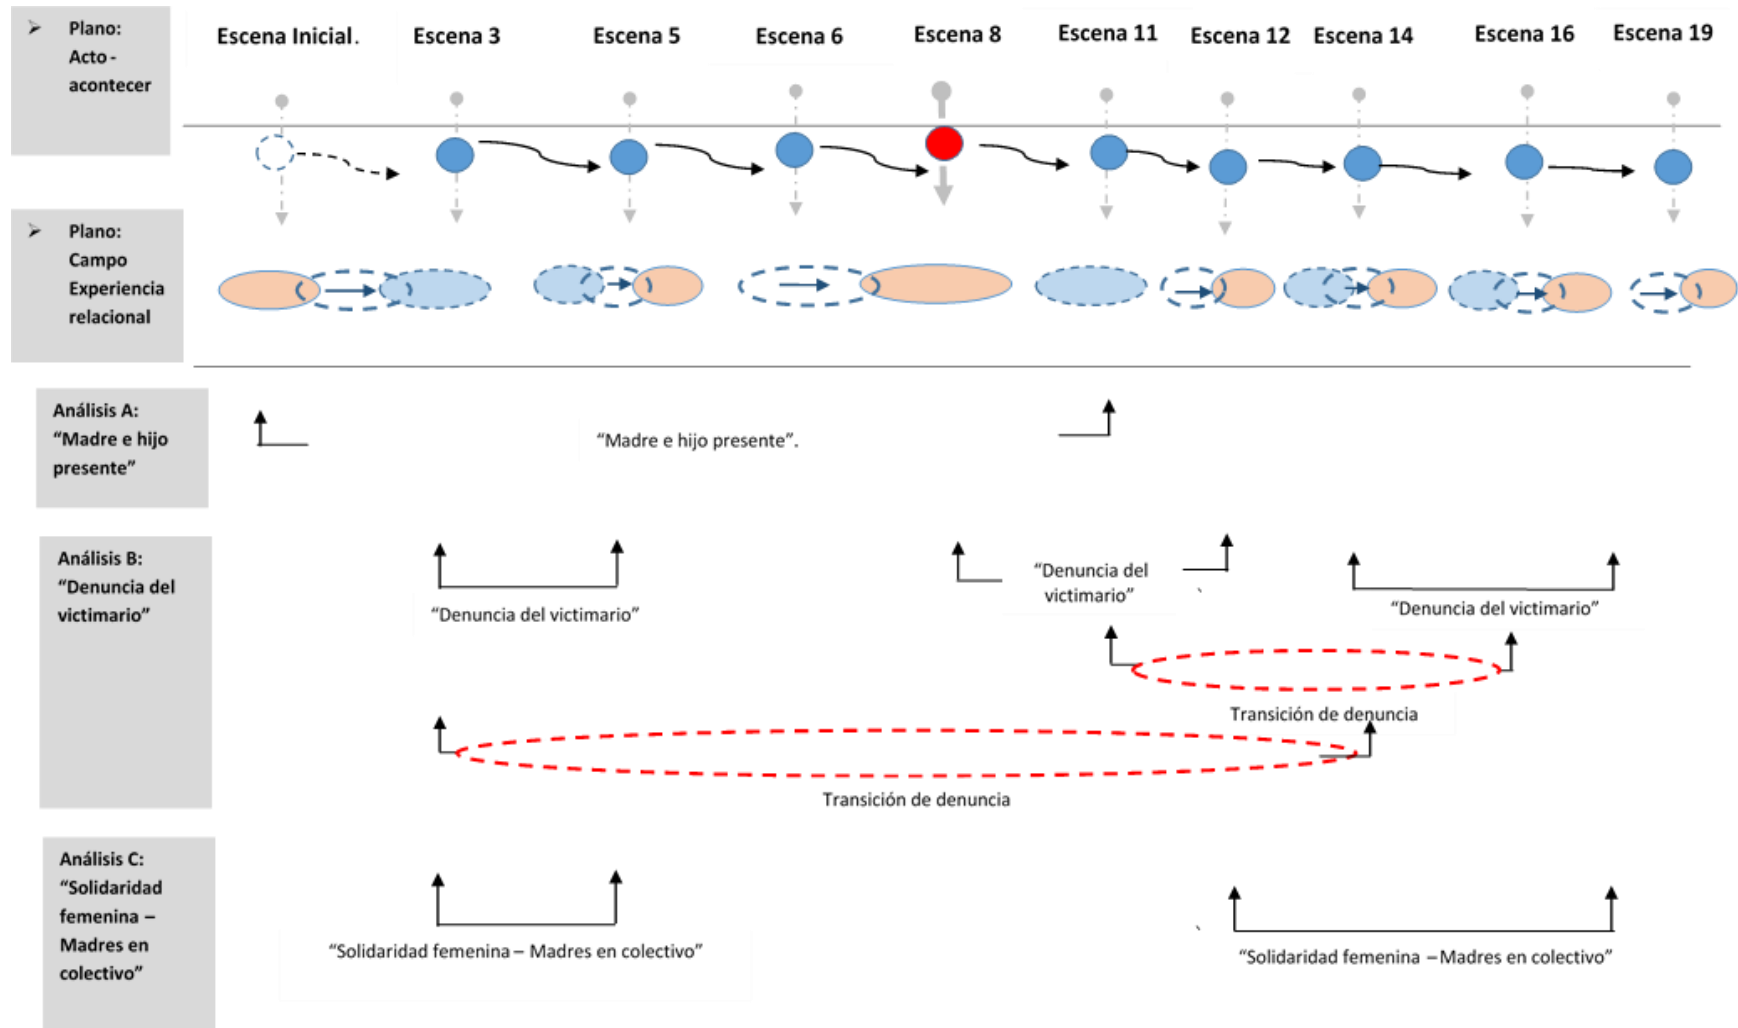 Plano:
Acto -
acontecer
Escena Inicial.
Escena 3
Escena 5
Escena 6
Escena 8
Escena 11
Escena 12
Escena 14
Escena 16
Escena 19
Plano:
Campo
Experiencia
relacional
Análisis A:
“Madre e hijo
presente”
“Madre e hijo presente”.
Análisis B:
“Denuncia del
victimario”
“Denuncia del victimario”
“Denuncia del
victimario”
“Denuncia del victimario”
Transición de denuncia
Transición de denuncia
Análisis C:
“Solidaridad
femenina –
Madres en
colectivo”
“Solidaridad femenina – Madres en colectivo”
“Solidaridad femenina – Madres en colectivo”